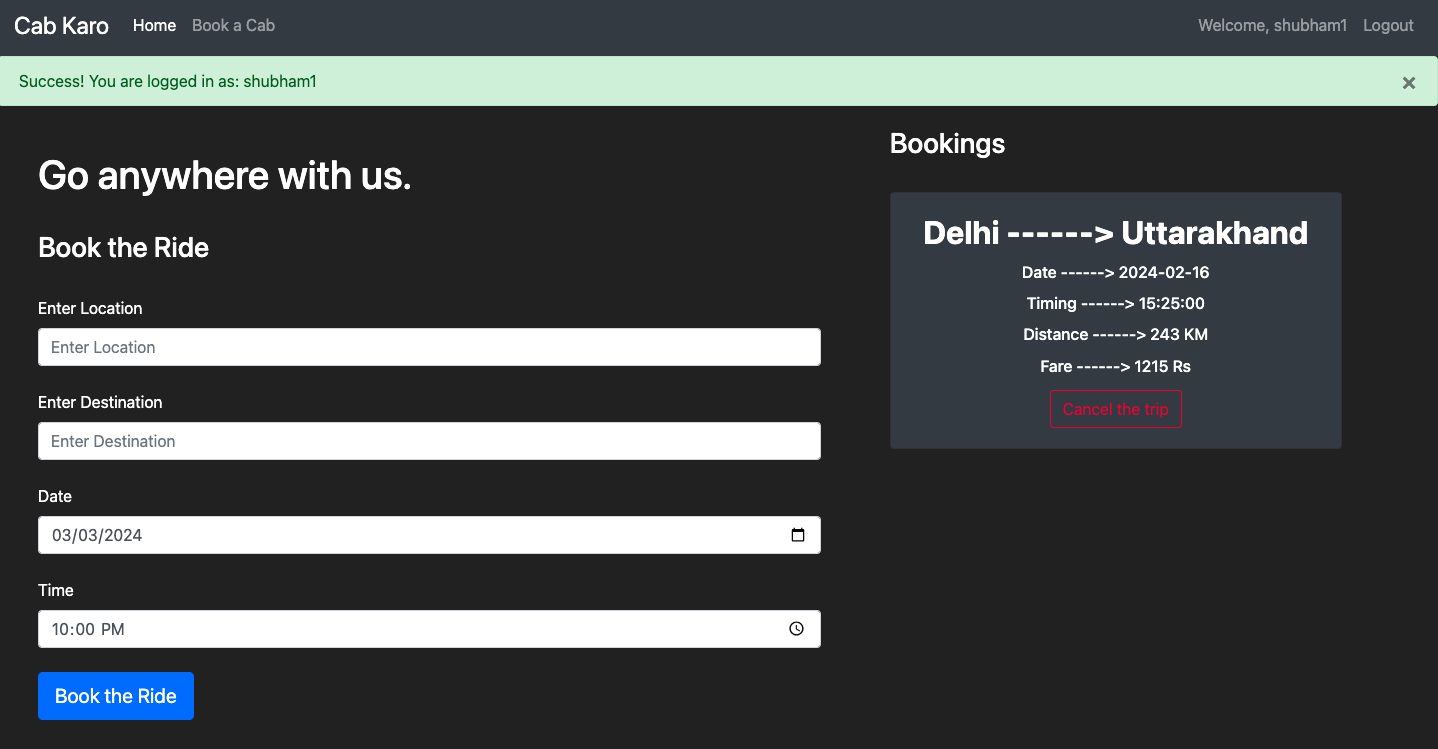 Cab Karo Home Book a Cab Welcome, shubham1 Logout
Success! You are logged in as: shubham1 ×
Go anywhere with us.
Book the Ride
Enter Location
Enter Location
Enter Destination
Enter Destination
Date
03/03/2024
Time
10:00 PM
Book the Ride
Bookings
Delhi ------> Uttarakhand
Date ------> 2024-02-16
Timing ------> 15:25:00
Distance ------> 243 KM
Fare ------> 1215 Rs
Cancel the trip